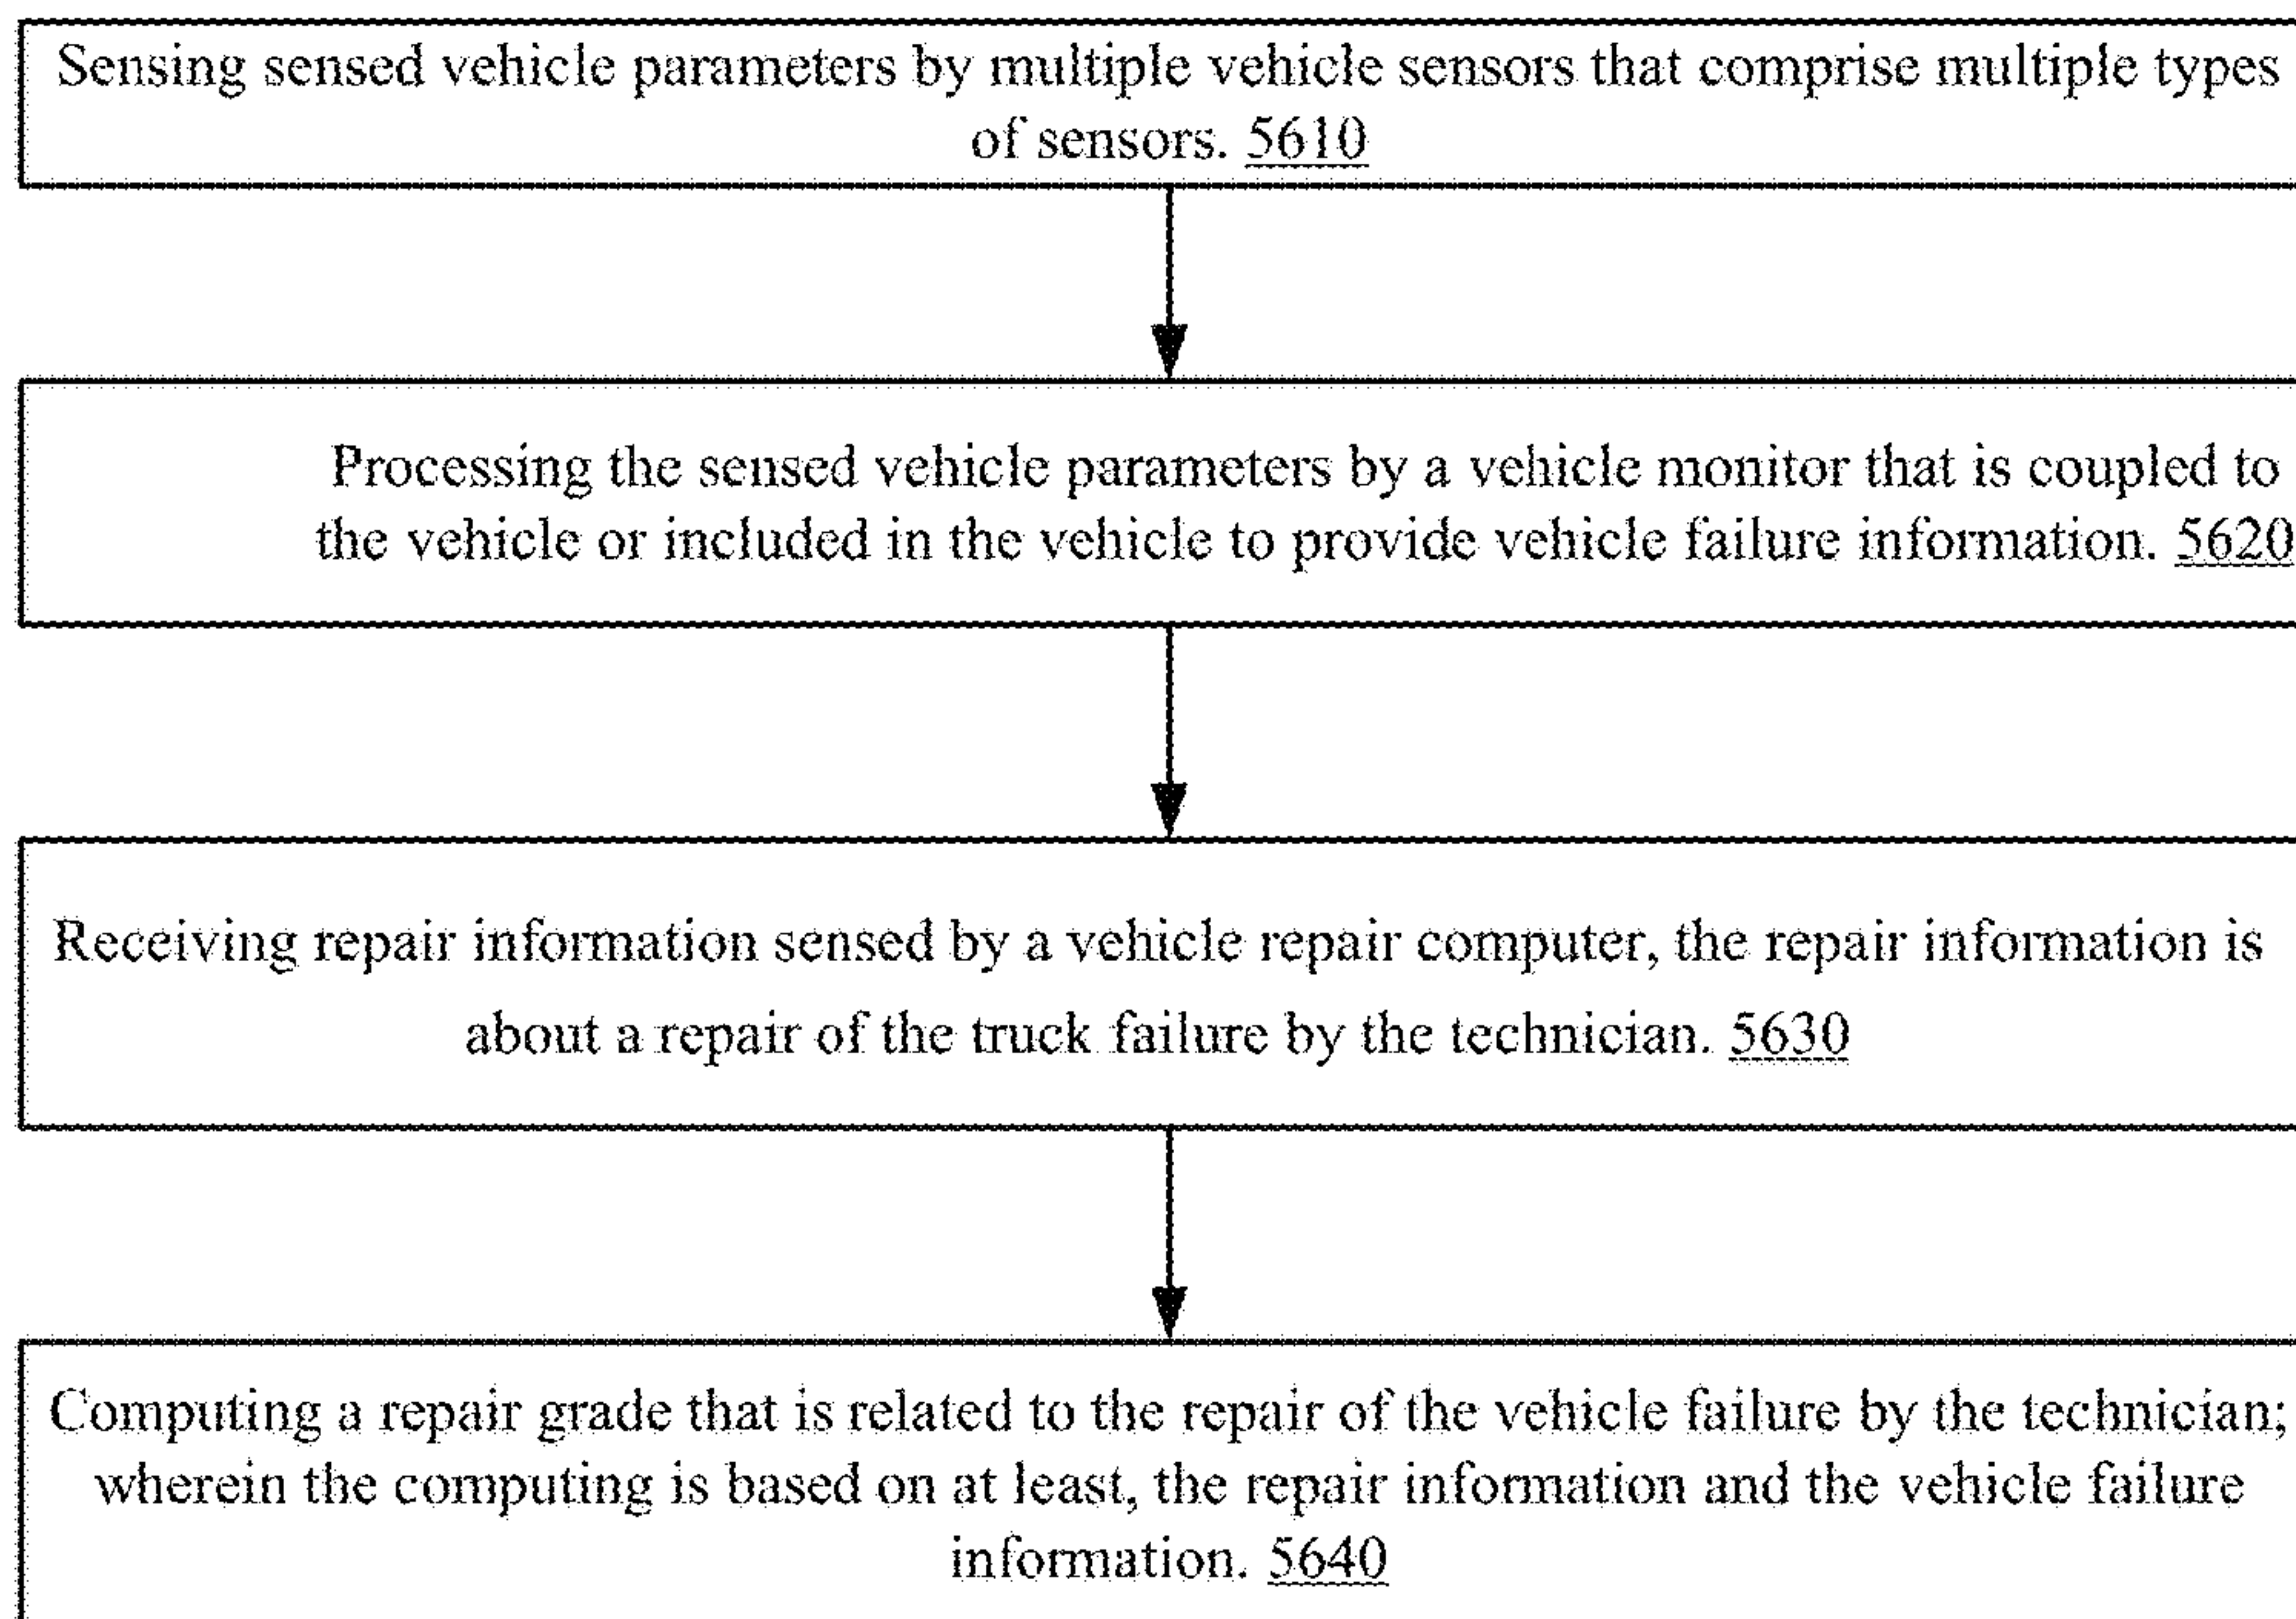 Sensing sensed vehicle parameters by multiple vehicle sensors that comprise multiple types
of sensors. 5610
Processing the sensed vehicle parameters by a vehicle monitor that is coupled to
the vehicle or included in the vehicle to provide vehicle failure information. 5620
Receiving repair information sensed by a vehicle repair computer, the repair information is
about a repair of the truck failure by the technician. 5630
Computing a repair grade that is related to the repair of the vehicle failure by the technician;
wherein the computing is based on at least, the repair information and the vehicle failure
information. 5640